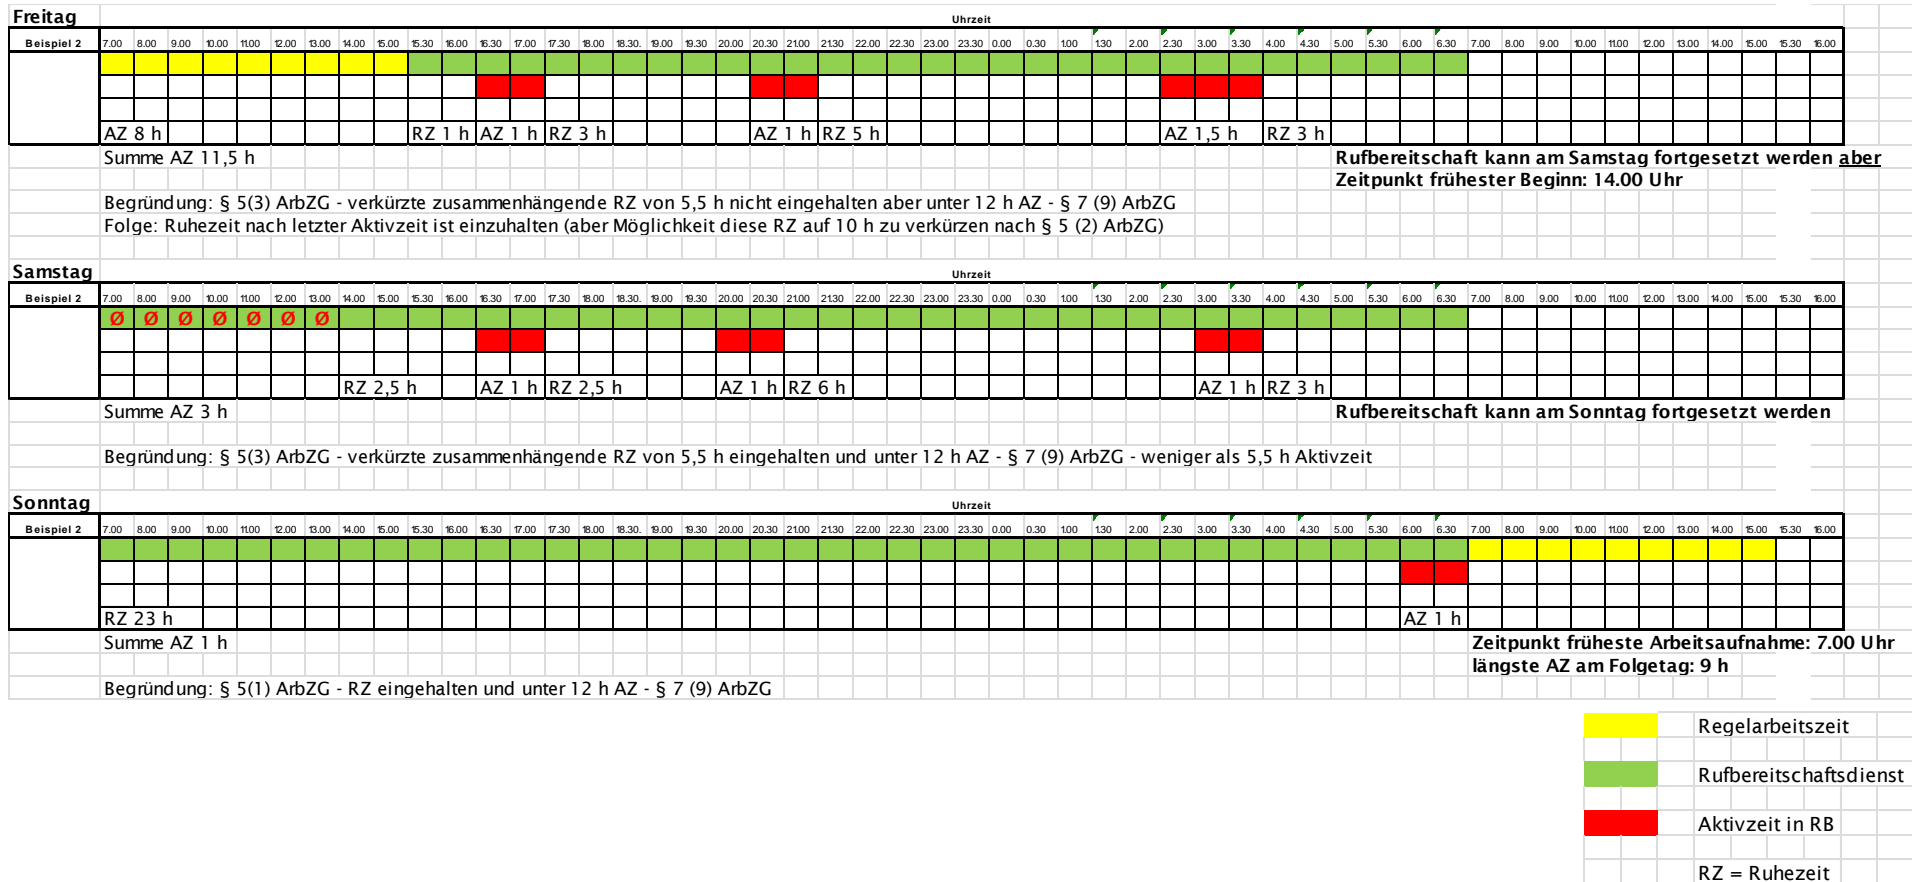 Freitag
Uhrzeit
Beispiel 2 7.00 8.00 9.00 10.00 11.00 12.00 13.00 14.00 15.00 15.30 16.00 16.30 17.00 17.30 18.00 18.30. 19.00 19.30 20.00 20.30 21.00 21.30 22.00 22.30 23.00 23.30 0.00 0.30 1.00 1.30 2.00 2.30 3.00 3.30 4.00 4.30 5.00 5.30 6.00 6.30 7.00 8.00 9.00 10.00 11.00 12.00 13.00 14.00 15.00 15.30 16.00
AZ 8 h RZ 1 h AZ 1 h RZ 3 h AZ 1 h RZ 5 h AZ 1,5 h RZ 3 h
Summe AZ 11,5 h
Rufbereitschaft kann am Samstag fortgesetzt werden aber
Zeitpunkt frühester Beginn: 14.00 Uhr
Begründung: § 5(3) ArbZG - verkürzte zusammenhängende RZ von 5,5 h nicht eingehalten aber unter 12 h AZ - § 7 (9) ArbZG
Folge: Ruhezeit nach letzter Aktivzeit ist einzuhalten (aber Möglichkeit diese RZ auf 10 h zu verkürzen nach § 5 (2) ArbZG)
Samstag
Uhrzeit
Beispiel 2 7.00 8.00 9.00 10.00 11.00 12.00 13.00 14.00 15.00 15.30 16.00 16.30 17.00 17.30 18.00 18.30. 19.00 19.30 20.00 20.30 21.00 21.30 22.00 22.30 23.00 23.30 0.00 0.30 1.00 1.30 2.00 2.30 3.00 3.30 4.00 4.30 5.00 5.30 6.00 6.30 7.00 8.00 9.00 10.00 11.00 12.00 13.00 14.00 15.00 15.30 16.00
Ø Ø Ø Ø Ø Ø Ø
RZ 2,5 h AZ 1 h RZ 2,5 h AZ 1 h RZ 6 h AZ 1 h RZ 3 h
Summe AZ 3 h
Rufbereitschaft kann am Sonntag fortgesetzt werden
Begründung: § 5(3) ArbZG - verkürzte zusammenhängende RZ von 5,5 h eingehalten und unter 12 h AZ - § 7 (9) ArbZG - weniger als 5,5 h Aktivzeit
Sonntag
Uhrzeit
Beispiel 2 7.00 8.00 9.00 10.00 11.00 12.00 13.00 14.00 15.00 15.30 16.00 16.30 17.00 17.30 18.00 18.30. 19.00 19.30 20.00 20.30 21.00 21.30 22.00 22.30 23.00 23.30 0.00 0.30 1.00 1.30 2.00 2.30 3.00 3.30 4.00 4.30 5.00 5.30 6.00 6.30 7.00 8.00 9.00 10.00 11.00 12.00 13.00 14.00 15.00 15.30 16.00
RZ 23 h AZ 1 h
Summe AZ 1 h
Zeitpunkt früheste Arbeitsaufnahme: 7.00 Uhr
längste AZ am Folgetag: 9 h
Begründung: § 5(1) ArbZG - RZ eingehalten und unter 12 h AZ - § 7 (9) ArbZG
Regelarbeitszeit
Rufbereitschaftsdienst
Aktivzeit in RB
RZ = Ruhezeit